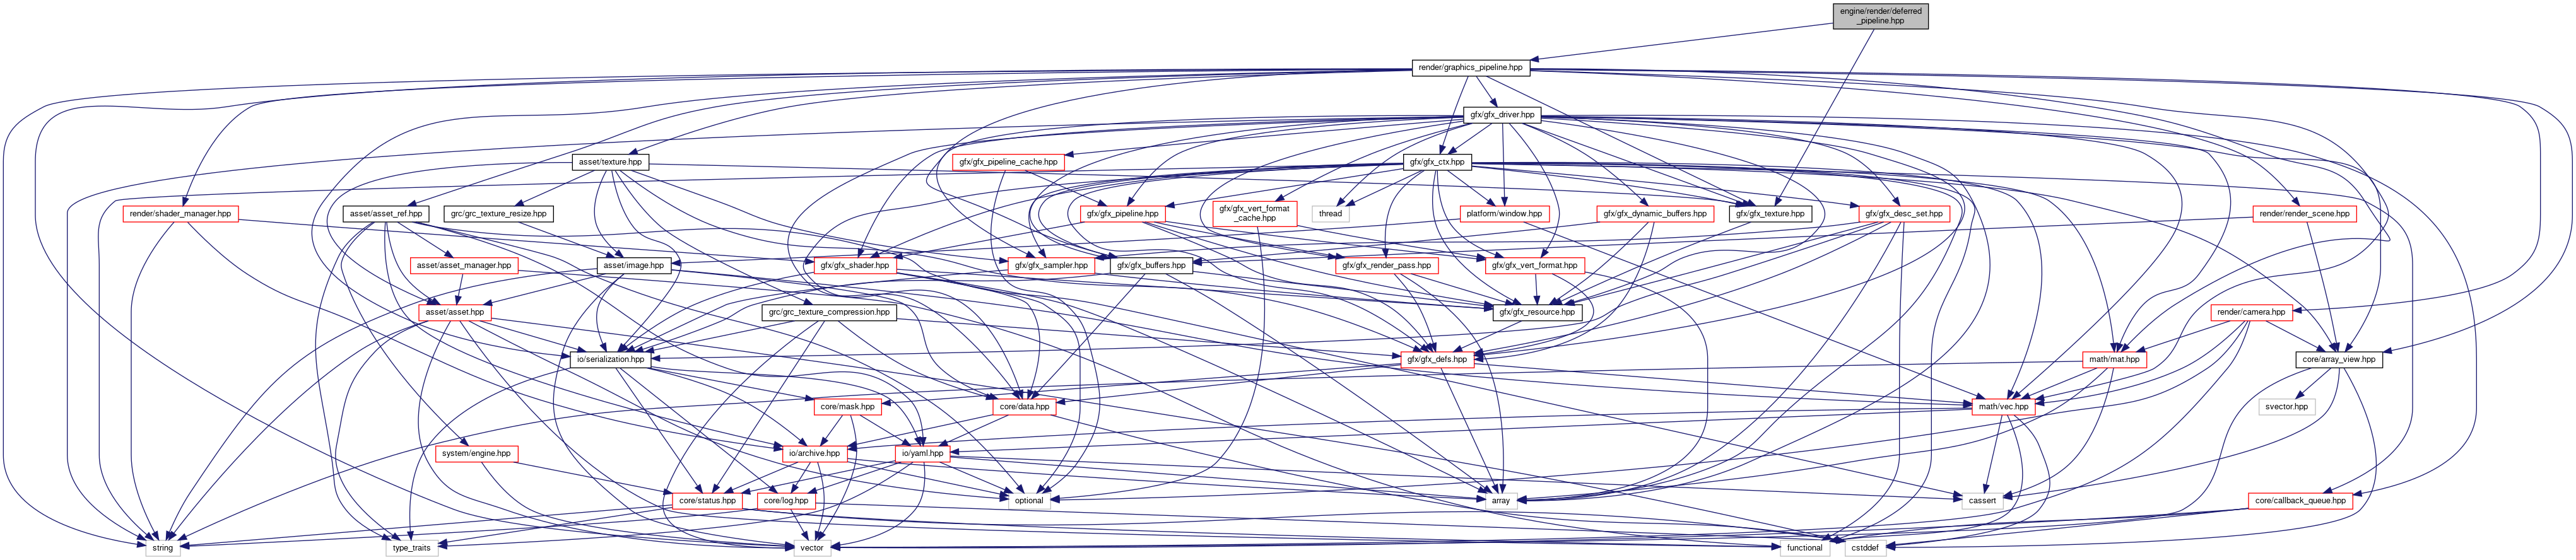 engine/render/deferred
_pipeline.hpp
render/graphics_pipeline.hpp
gfx/gfx_driver.hpp
asset/texture.hpp
gfx/gfx_pipeline_cache.hpp
gfx/gfx_ctx.hpp
render/shader_manager.hpp
asset/asset_ref.hpp
grc/grc_texture_resize.hpp
gfx/gfx_pipeline.hpp
gfx/gfx_vert_format
_cache.hpp
thread
platform/window.hpp
gfx/gfx_dynamic_buffers.hpp
gfx/gfx_texture.hpp
gfx/gfx_desc_set.hpp
render/render_scene.hpp
asset/asset_manager.hpp
asset/image.hpp
gfx/gfx_shader.hpp
gfx/gfx_sampler.hpp
gfx/gfx_buffers.hpp
gfx/gfx_render_pass.hpp
gfx/gfx_vert_format.hpp
asset/asset.hpp
grc/grc_texture_compression.hpp
gfx/gfx_resource.hpp
render/camera.hpp
io/serialization.hpp
gfx/gfx_defs.hpp
math/mat.hpp
core/array_view.hpp
core/mask.hpp
core/data.hpp
math/vec.hpp
svector.hpp
system/engine.hpp
io/archive.hpp
io/yaml.hpp
core/status.hpp
core/log.hpp
optional
array
cassert
core/callback_queue.hpp
string
type_traits
vector
functional
cstddef